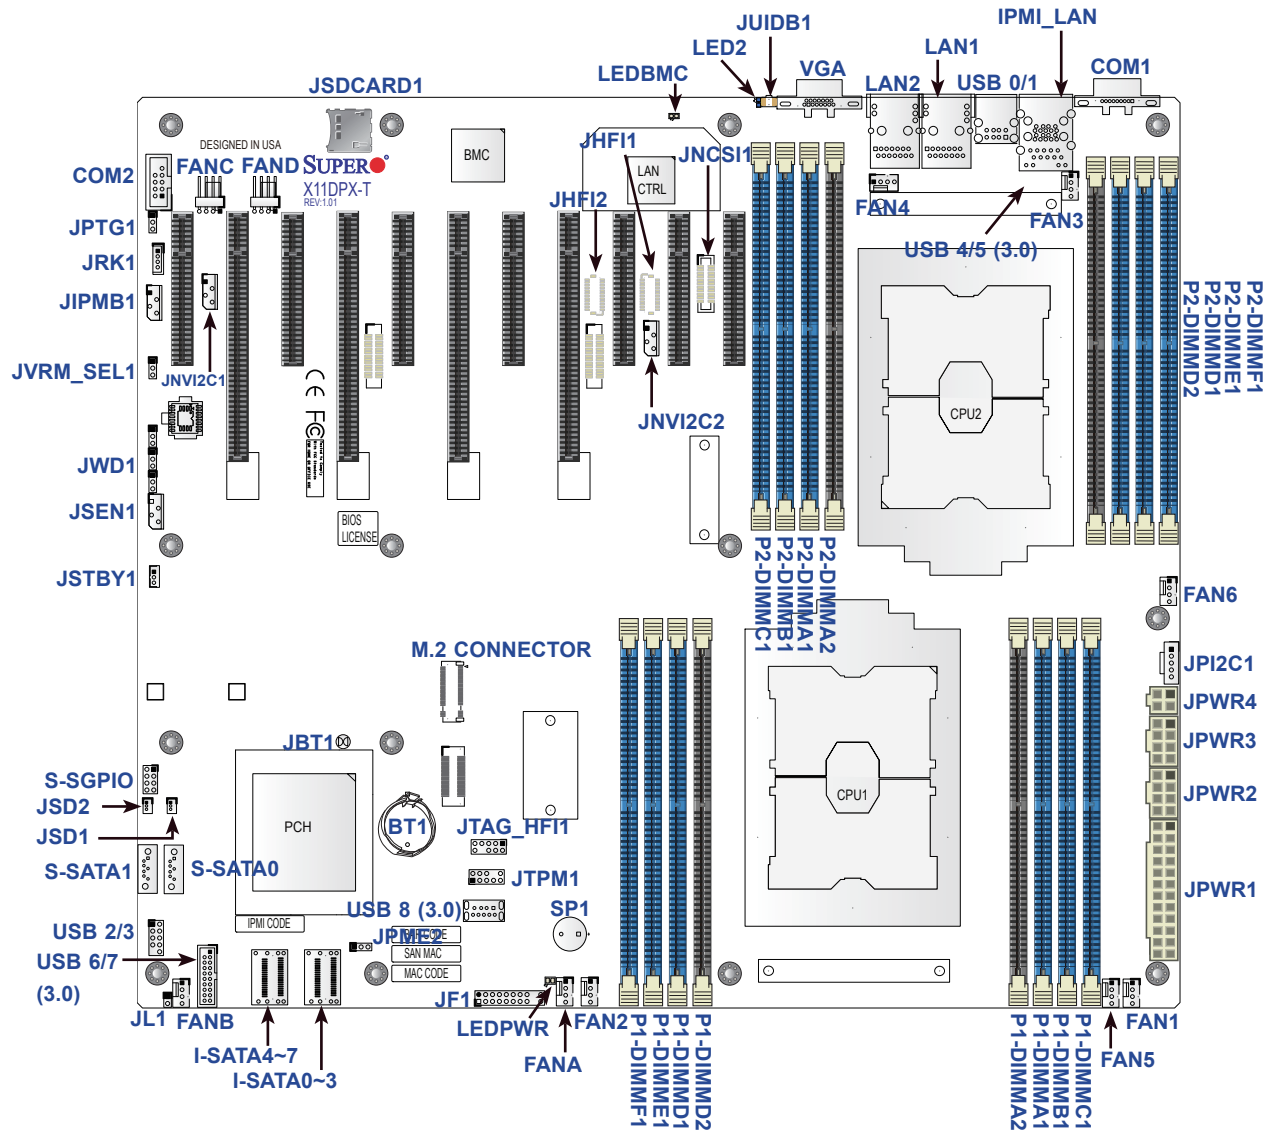 IPMI_LAN
JUIDB1
LED2
LAN1
LEDBMC
VGA
LAN2
USB 0/1
COM1
JSDCARD1
DESIGNED IN USA
FANC
FAND
SUPER
X11DPX-T
REV:1.01
BMC
JHFI1
LAN
CTRL
JNCSI1
COM2
JHFI2
FAN4
FAN3
JPTG1
USB 4/5 (3.0)
JRK1
JIPMB1
P2-DIMMF1
P2-DIMME1
P2-DIMMD1
P2-DIMMD2
JVRM_SEL1
JNVI2C1
JNVI2C2
CPU2
JWD1
JSEN1
BIOS
LICENSE
P2-DIMMC1
P2-DIMMB1
P2-DIMMA1
P2-DIMMA2
JSTBY1
FAN6
M.2 CONNECTOR
JPI2C1
JPWR4
JBT1
JPWR3
S-SGPIO
JSD2
JPWR2
CPU1
PCH
BT1
JTAG_HFI1
JSD1
S-SATA1
S-SATA0
JTPM1
JPWR1
USB 8 (3.0)
SP1
IPMI CODE
USB 2/3
JPME2
SAN MAC
USB 6/7
(3.0)
MAC CODE
JF1
JL1
FANB
LEDPWR
FAN2
FAN1
I-SATA4~7
FANA
FAN5
I-SATA0~3
P1-DIMMF1
P1-DIMME1
P1-DIMMD1
P1-DIMMD2
P1-DIMMA2
P1-DIMMA1
P1-DIMMB1
P1-DIMMC1